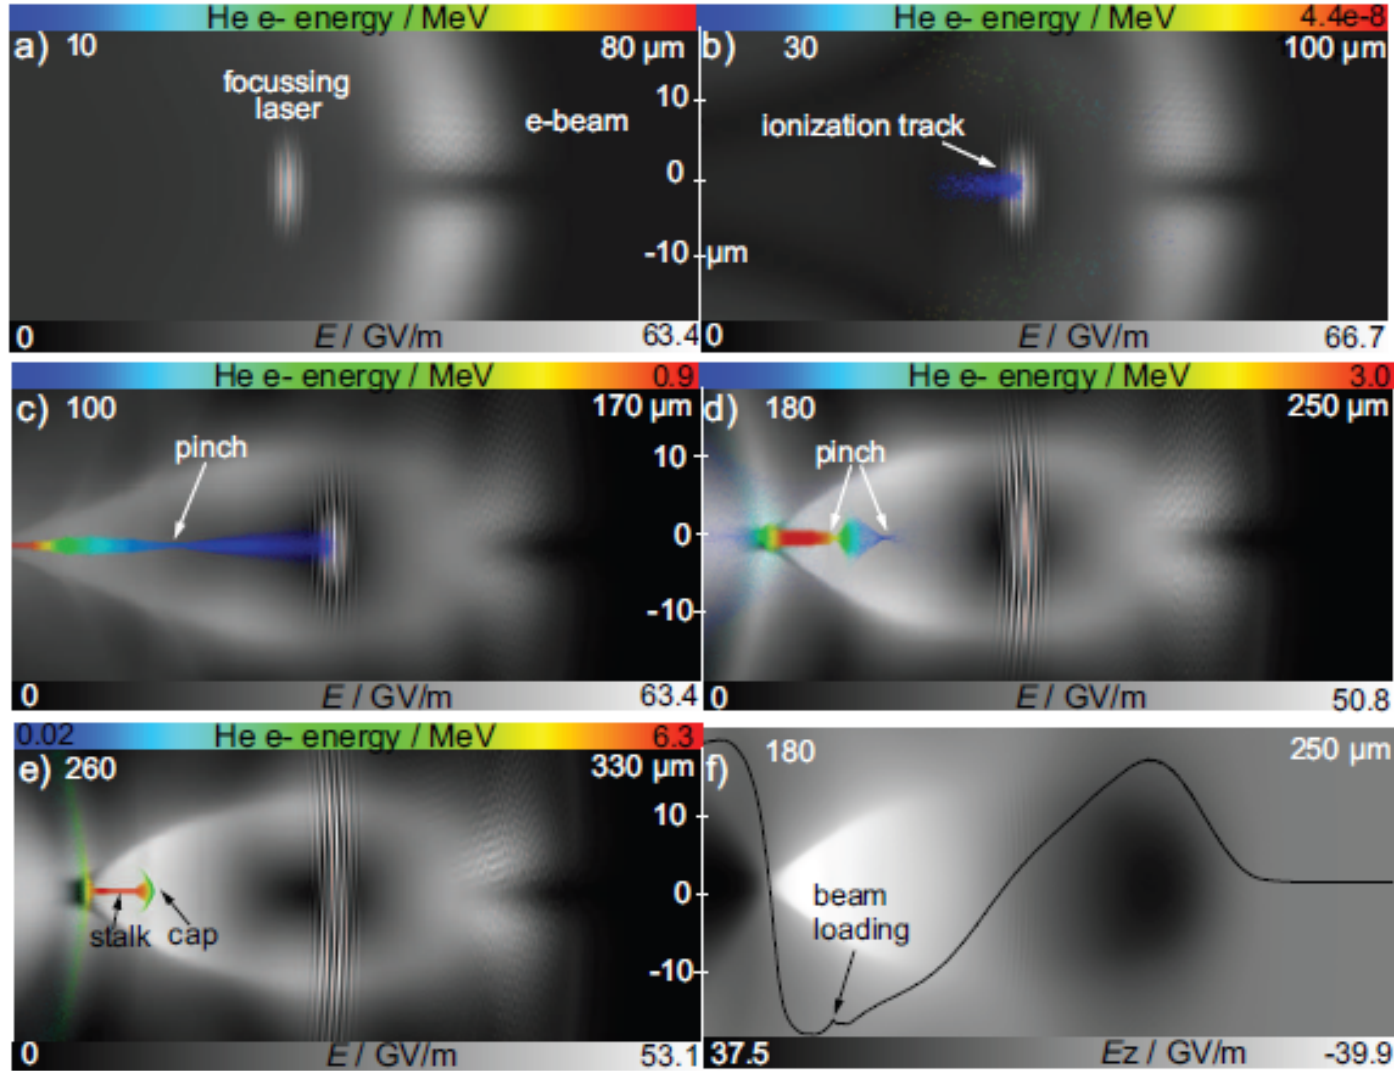 He e- energy / MeV
a) 10 80 µm
focussing
laser
e-beam
10
0
-10 µm
0 E / GV/m 63.4
He e- energy / MeV 4.4e-8
b) 30 100 µm
ionization track
0 E / GV/m 66.7
He e- energy / MeV 0.9
c) 100 170 µm
pinch
10
0
-10
0 E / GV/m 63.4
He e- energy / MeV 3.0
d) 180 250 µm
pinch
0 E / GV/m 50.8
0.02 He e- energy / MeV 6.3
e) 260 330 µm
10
0
stalk cap
-10
0 E / GV/m 53.1
f) 180 250 µm
beam
loading
37.5 Ez / GV/m -39.9